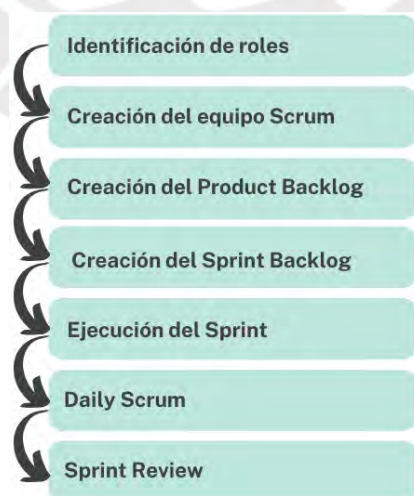 Identificación de roles
Creación del equipo Scrum
Creación del Product Backlog
Creación del Sprint Backlog
Ejecución del Sprint
Daily Scrum
Sprint Review